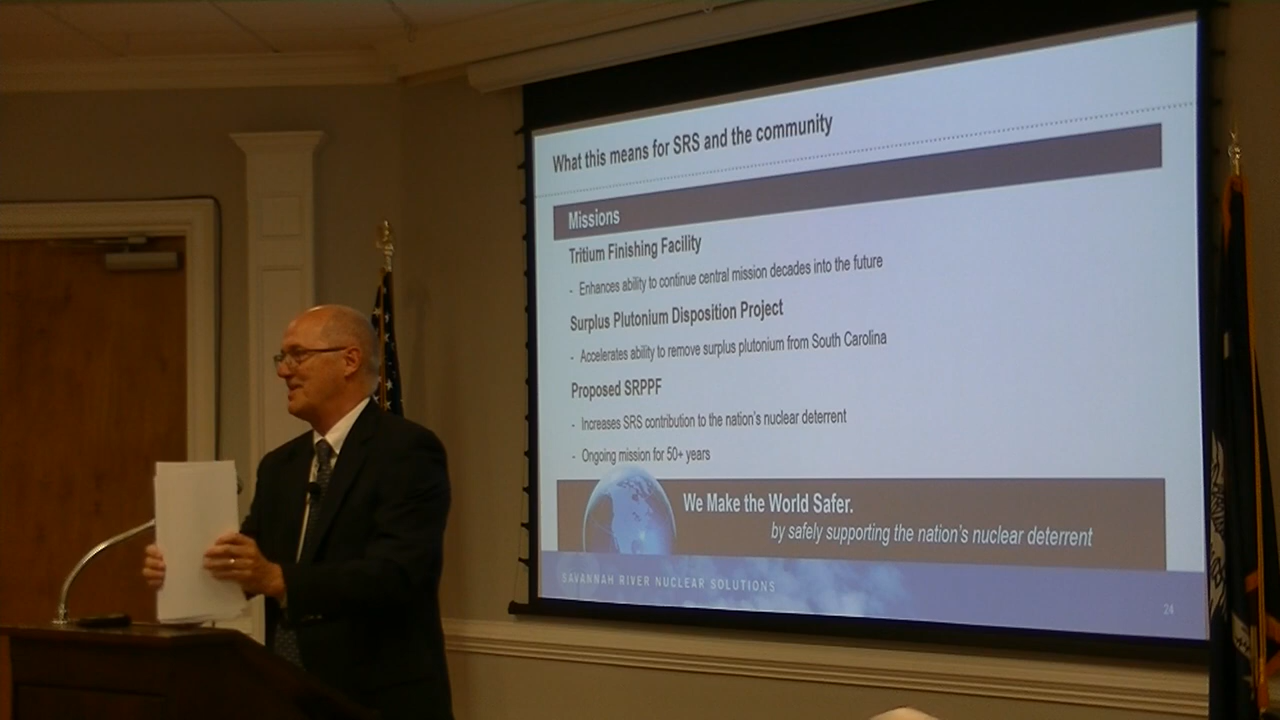 What this means for SRS and the community
Missions
Tritium Finishing Facility
- Enhances ability to continue central mission decades into the future
Surplus Plutonium Disposition Project
- Accelerates ability to remove surplus plutonium from South Carolina
Proposed SRPPF
- Increases SRS contribution to the nation's nuclear deterrent
- Ongoing mission for 50+ years
We Make the World Safer.
by safely supporting the nation's nuclear deterrent
SAVANNAH RIVER NUCLEAR SOLUTIONS
24